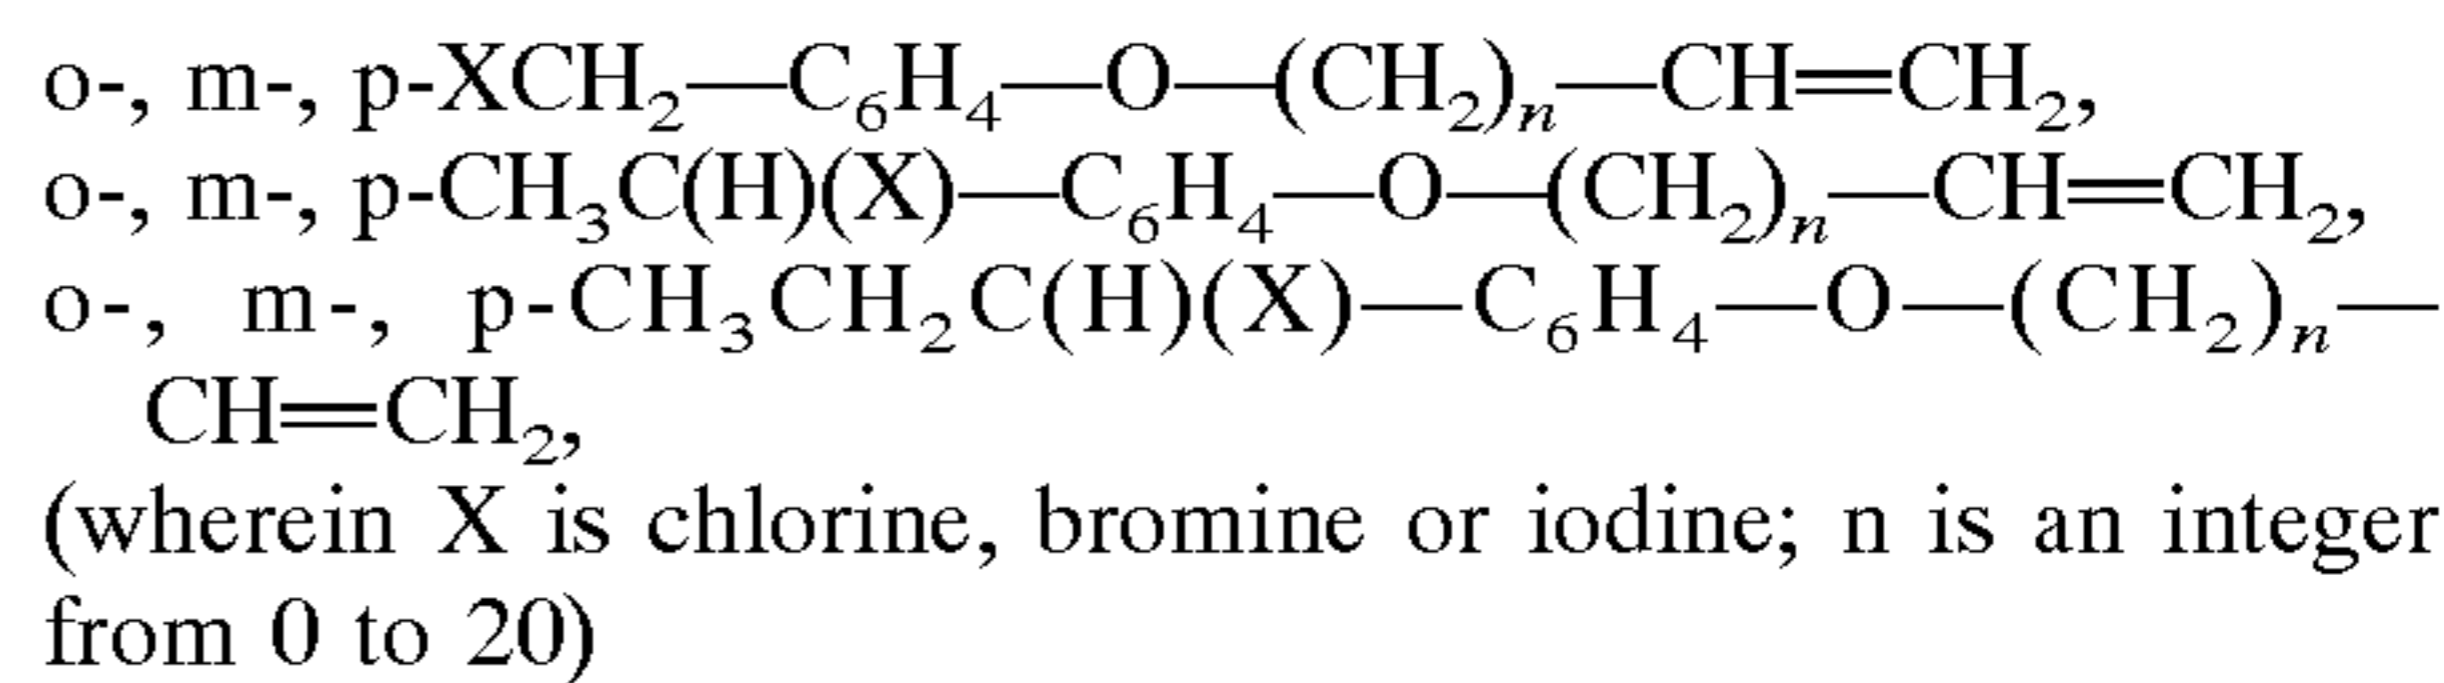 o-, m-, p-XCH₂—C₆H₄—O—(CH₂)ₙ—CH=CH₂,
o-, m-, p-CH₃C(H)(X)—C₆H₄—O—(CH₂)ₙ—CH=CH₂,
o-, m-, p-CH₃CH₂C(H)(X)—C₆H₄—O—(CH₂)ₙ—
CH=CH₂,
(wherein X is chlorine, bromine or iodine; n is an integer
from 0 to 20)